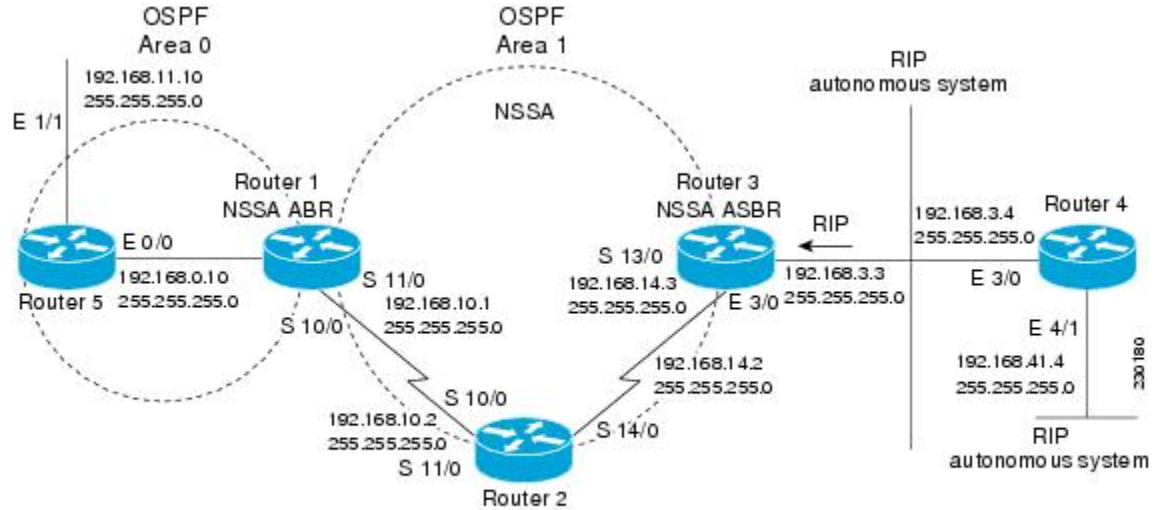 OSPF
Area 0
OSPF
Area 1
192.168.11.10
255.255.255.0
E 1/1
NSSA
RIP
autonomous system
Router 1
NSSA ABR
Router 3
NSSA ASBR
RIP
192.168.3.4
255.255.255.0
Router 4
E 0/0
192.168.0.10
255.255.255.0
Router 5
S 11/0
192.168.10.1
255.255.255.0
S 10/0
S 13/0
192.168.14.3
255.255.255.0
E 3/0
192.168.3.3
255.255.255.0
E 3/0
E 4/1
192.168.41.4
255.255.255.0
230180
192.168.14.2
255.255.255.0
S 10/0
192.168.10.2
255.255.255.0
S 11/0
S 14/0
Router 2
RIP
autonomous system